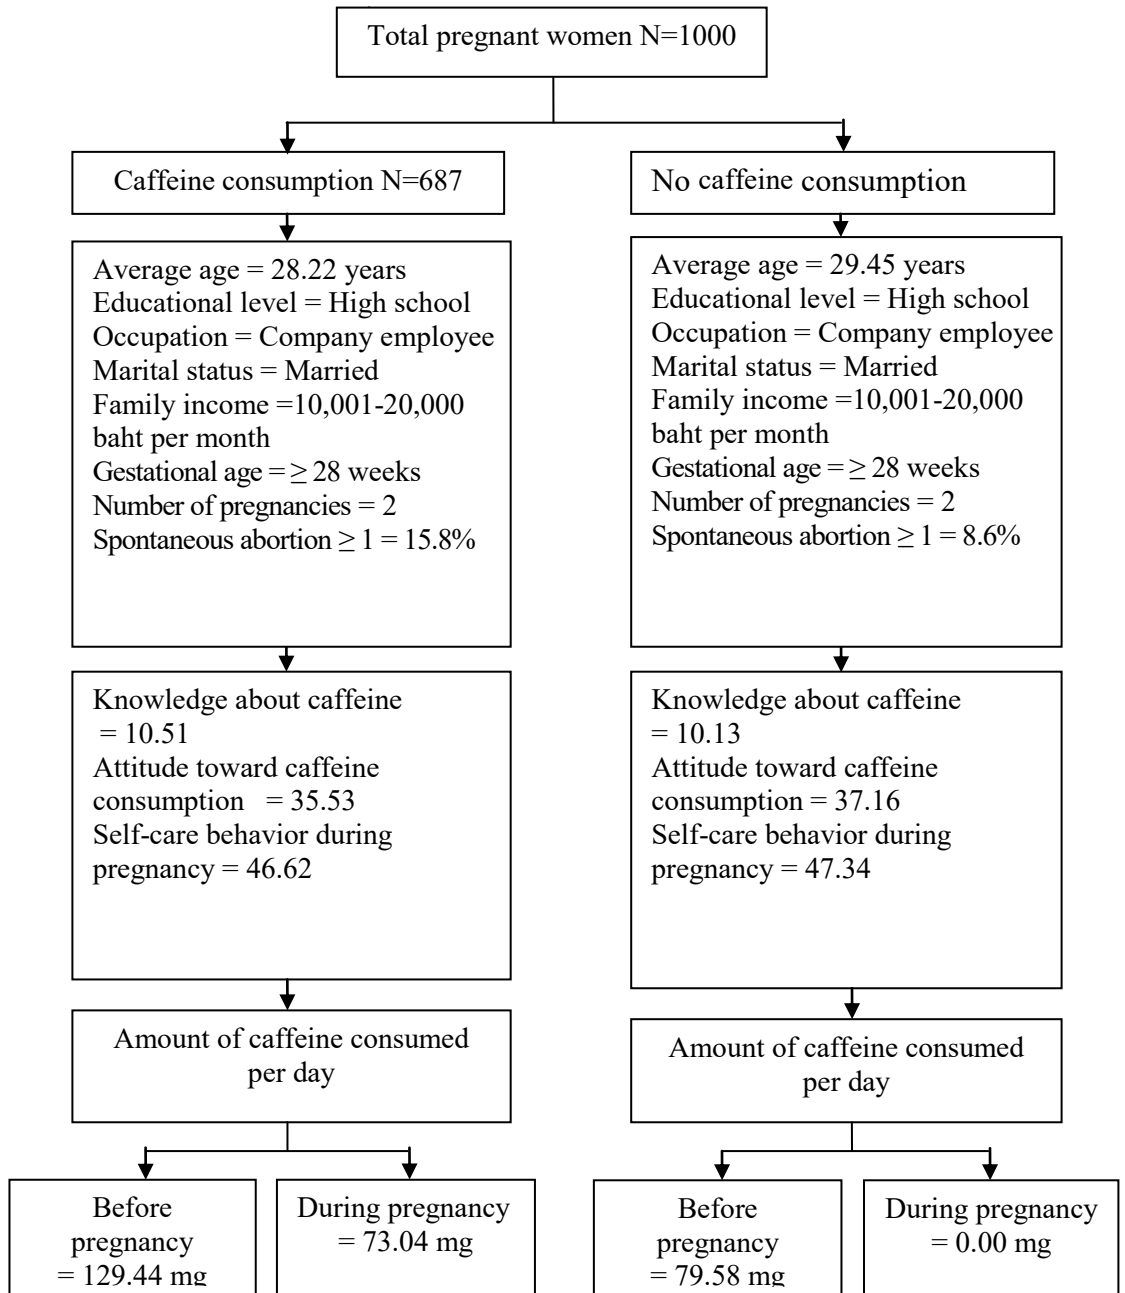 Total pregnant women N=1000
Caffeine consumption N=687
No caffeine consumption
Average age = 28.22 years
Educational level = High school
Occupation = Company employee
Marital status = Married
Family income =10,001-20,000
baht per month
Gestational age = ≥ 28 weeks
Number of pregnancies = 2
Spontaneous abortion ≥ 1 = 15.8%
Average age = 29.45 years
Educational level = High school
Occupation = Company employee
Marital status = Married
Family income =10,001-20,000
baht per month
Gestational age = ≥ 28 weeks
Number of pregnancies = 2
Spontaneous abortion ≥ 1 = 8.6%
Knowledge about caffeine
= 10.51
Attitude toward caffeine
consumption = 35.53
Self-care behavior during
pregnancy = 46.62
Knowledge about caffeine
= 10.13
Attitude toward caffeine
consumption = 37.16
Self-care behavior during
pregnancy = 47.34
Amount of caffeine consumed
per day
Amount of caffeine consumed
per day
Before
pregnancy
= 129.44 mg
During pregnancy
= 73.04 mg
Before
pregnancy
= 79.58 mg
During pregnancy
= 0.00 mg